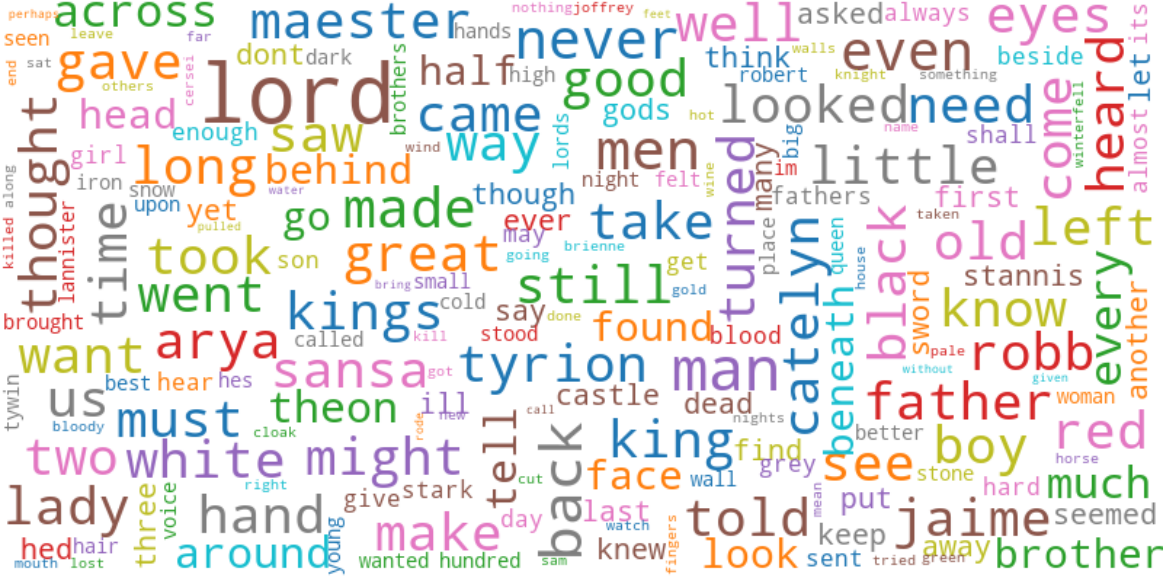 perhaps
across
maester
hands
nothing
joffrey
feet
well
asked
always
eyes
its
seen
leave
far
gave
dont
dark
brothers
half
high
never
think
walls
even
beside
let
heard
end
sat
others
cersei
lord
good
robert
knight
something
come
winterfell
almost
head
enough
saw
came
gods
hot
looked
need
name
shall
thought
girl
long
behind
wind
way
lords
men
turned
many
big
im
little
killed
along
iron
snow
water
upon
yet
pulled
lannister
time
go
made
though
ever
may
going
night
felt
wine
take
brienne
fathers
place
first
taken
old
left
took
son
great
bring
small
still
get
gold
catelyn
queen
house
black
stannis
went
kings
cold
say
done
found
blood
sword
know
every
another
brought
arya
called
kill
stood
want
sansa
got
tyrion
man
beneath
pale
robb
without
given
best
hear
hes
tywin
us
bloody
must
theon
ill
new
rode
call
castle
dead
nights
father
woman
cloak
tell
back
king
find
better
boy
red
horse
two
white
might
face
wall
grey
see
stone
right
cut
give
stark
hard
much
lady
three
voice
hand
young
make
day
last
watch
told
mean
put
keep
jaime
seemed
hed
hair
mouth
lost
around
wanted
hundred
sam
knew
fingers
look
sent
tried
green
away
brother